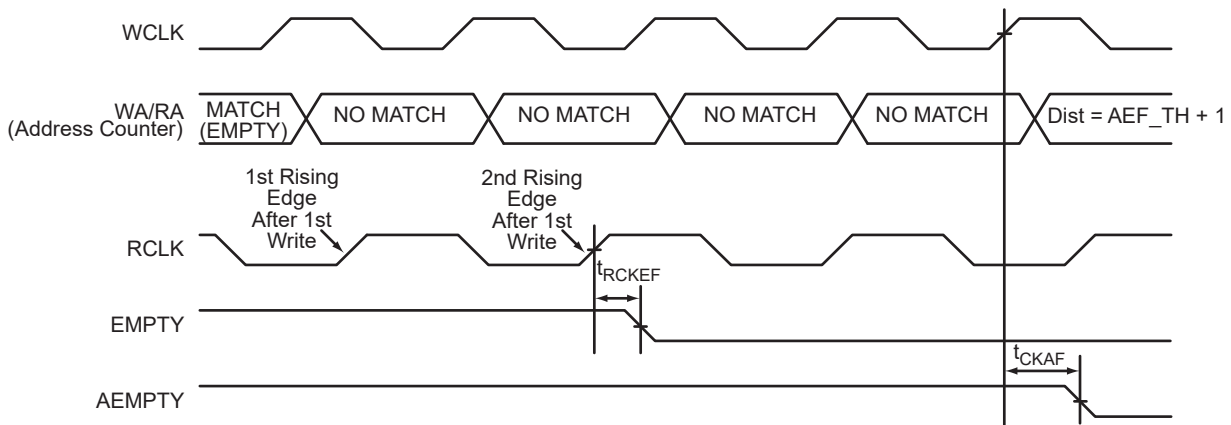 WCLK
WA/RA
(Address Counter)
MATCH
(EMPTY)
NO MATCH
NO MATCH
NO MATCH
NO MATCH
Dist = AEF_TH + 1
1st Rising
Edge
After 1st
Write
2nd Rising
Edge
After 1st
Write
RCLK
tRCKEF
EMPTY
tCKAF
AEMPTY